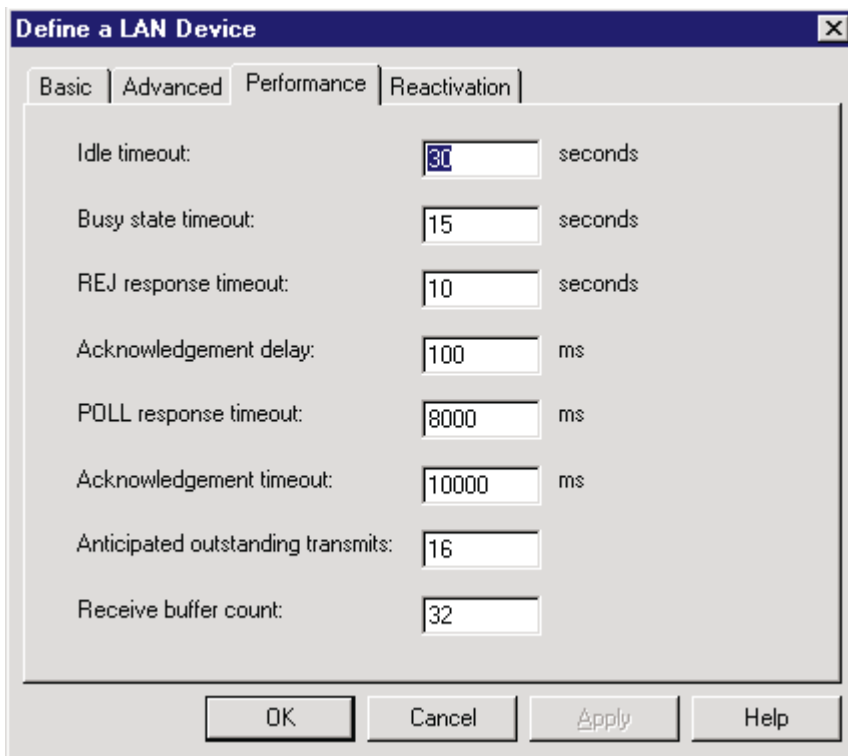 Define a LAN Device
Basic Advanced Performance Reactivation
Idle timeout: 30 seconds
Busy state timeout: 15 seconds
REJ response timeout: 10 seconds
Acknowledgement delay: 100 ms
POLL response timeout: 8000 ms
Acknowledgement timeout: 10000 ms
Anticipated outstanding transmits: 16
Receive buffer count: 32
OK Cancel Apply Help